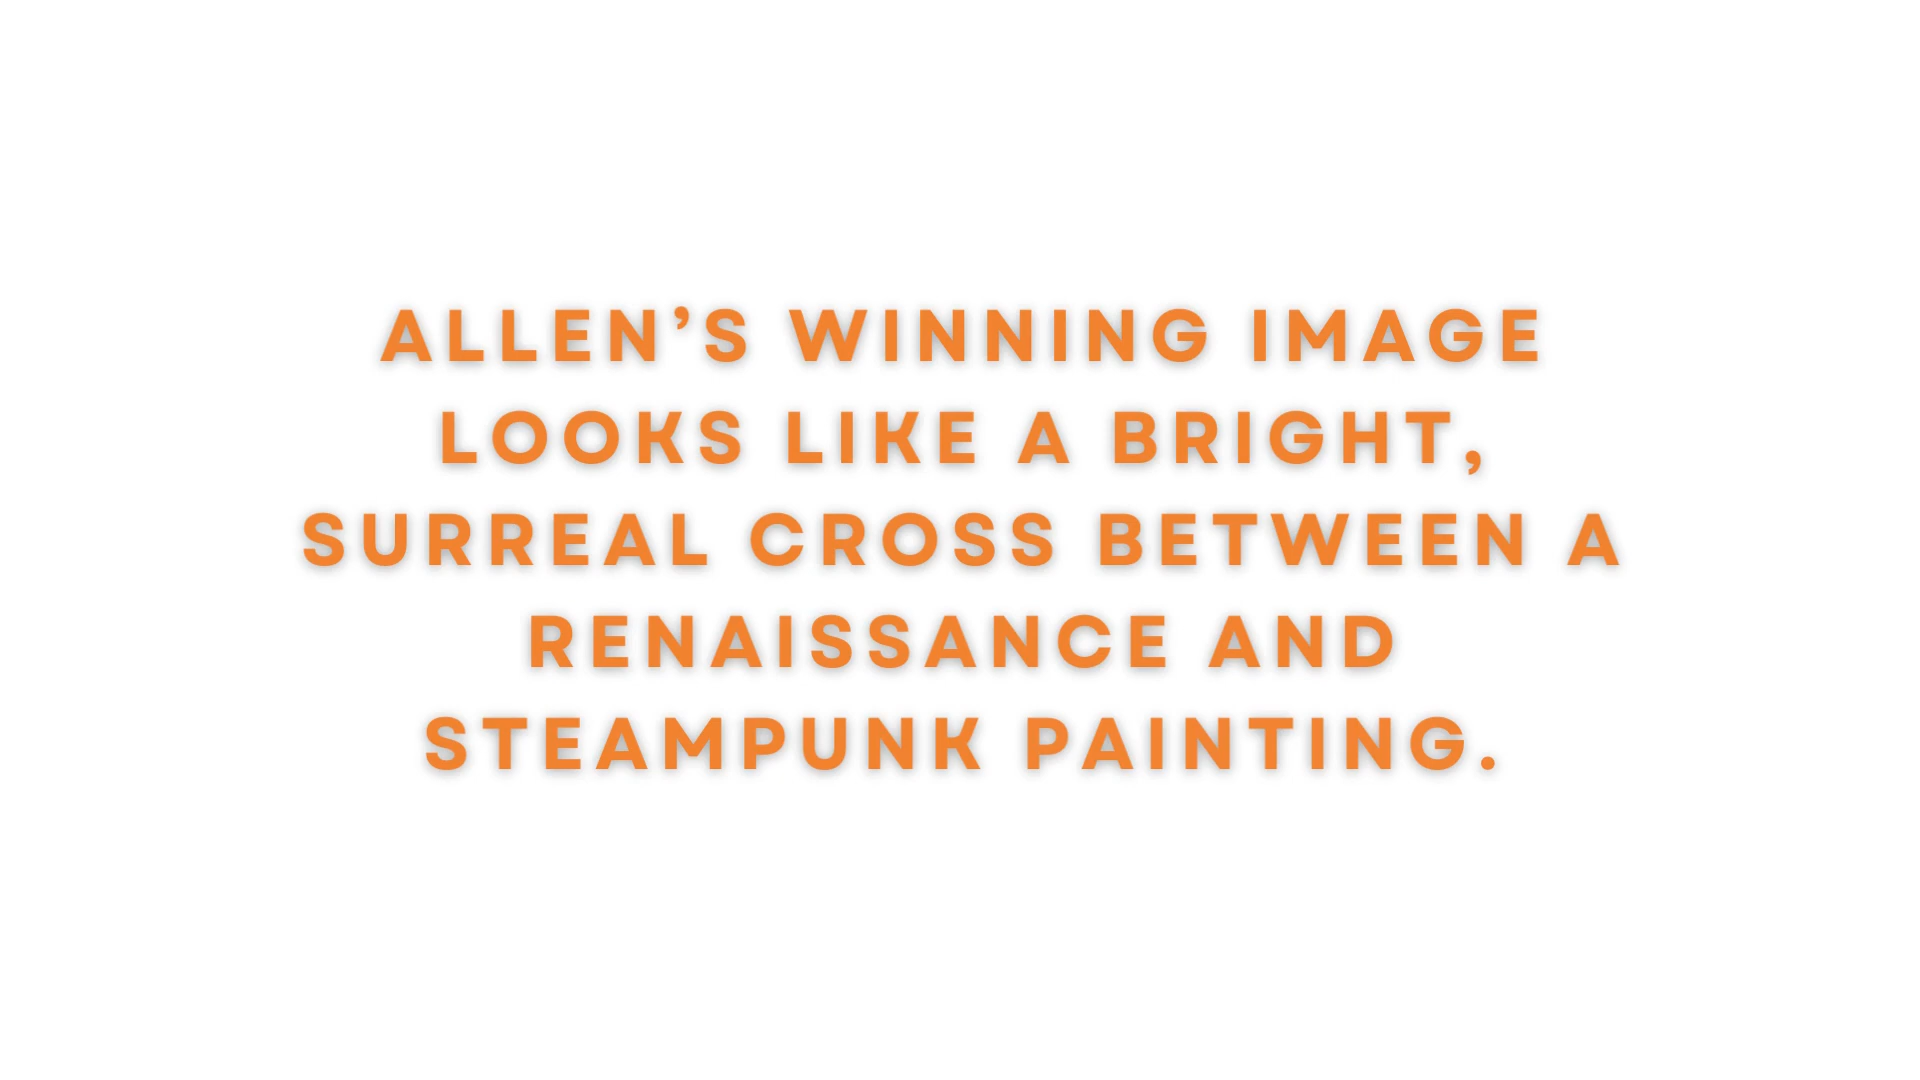 ALLEN’S WINNING IMAGE
LOOKS LIKE A BRIGHT,
SURREAL CROSS BETWEEN A
RENAISSANCE AND
STEAMPUNK PAINTING.